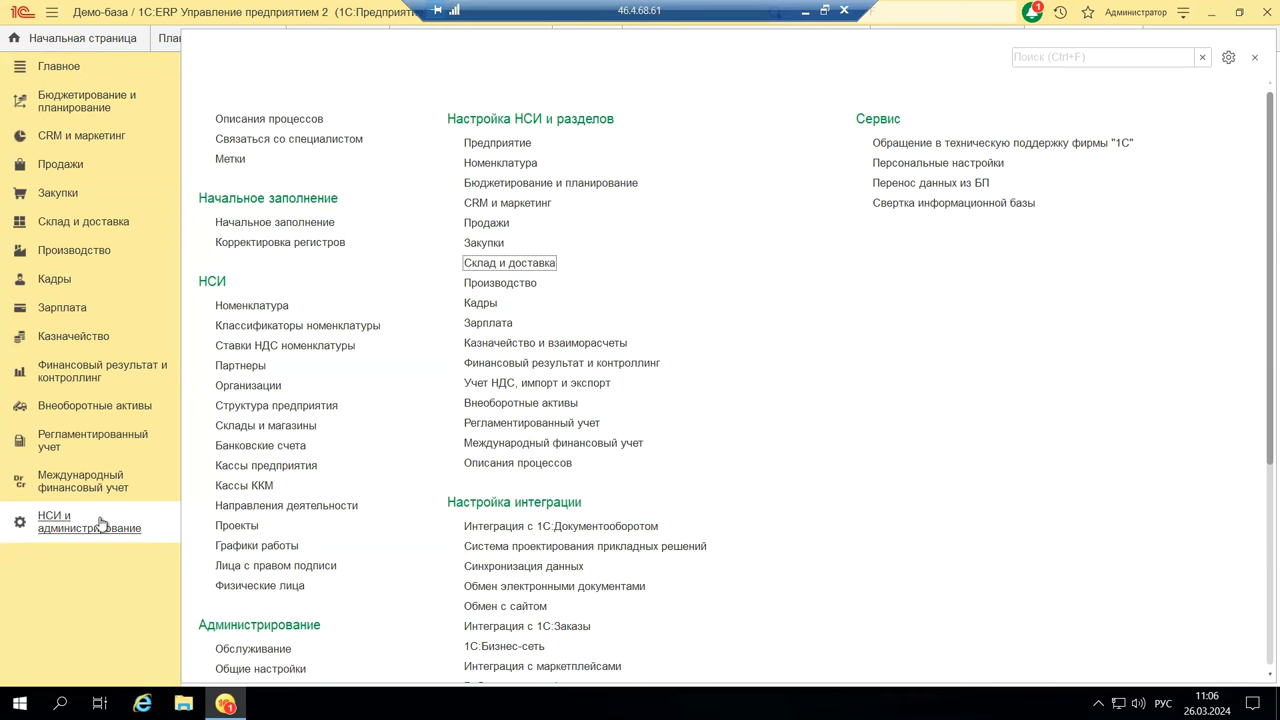 1С
Демо-база / 1С:ERP Управление предприятием 2 (1С:Предприятие
46.4.68.61
1
Администратор
Начальная страница
Главное
Бюджетирование и
планирование
CRM и маркетинг
Продажи
Закупки
Склад и доставка
Производство
Кадры
Зарплата
Казначейство
Финансовый результат и
контроллинг
Внеоборотные активы
Регламентированный
учет
Dr
Cr
Международный
финансовый учет
НСИ и
администрирование
Поиск (Ctrl+F)
Описания процессов
Связаться со специалистом
Метки
Начальное заполнение
Начальное заполнение
Корректировка регистров
НСИ
Номенклатура
Классификаторы номенклатуры
Ставки НДС номенклатуры
Партнеры
Организации
Структура предприятия
Склады и магазины
Банковские счета
Кассы предприятия
Кассы ККМ
Направления деятельности
Проекты
Графики работы
Лица с правом подписи
Физические лица
Администрирование
Обслуживание
Общие настройки
Настройка НСИ и разделов
Предприятие
Номенклатура
Бюджетирование и планирование
CRM и маркетинг
Продажи
Закупки
Склад и доставка
Производство
Кадры
Зарплата
Казначейство и взаиморасчеты
Финансовый результат и контроллинг
Учет НДС, импорт и экспорт
Внеоборотные активы
Регламентированный учет
Международный финансовый учет
Описания процессов
Настройка интеграции
Интеграция с 1С:Документооборотом
Система проектирования прикладных решений
Синхронизация данных
Обмен электронными документами
Обмен с сайтом
Интеграция с 1С:Заказы
1С:Бизнес-сеть
Интеграция с маркетплейсами
Сервис
Обращение в техническую поддержку фирмы "1С"
Персональные настройки
Перенос данных из БП
Свертка информационной базы
1
РУС
11:06
26.03.2024